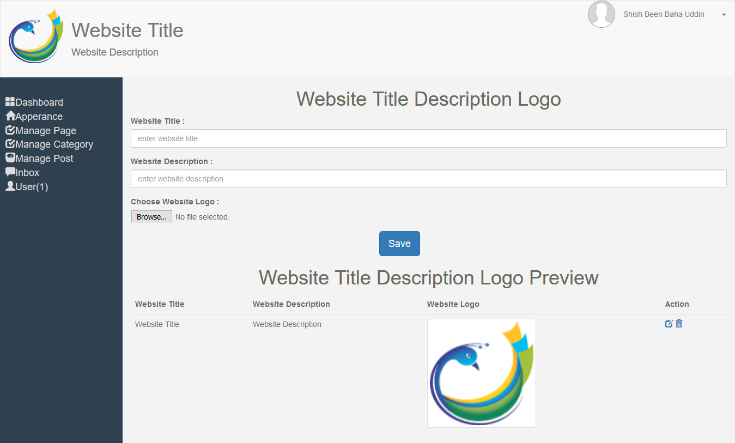 Website Title
Website Description
Shish Been Baha Uddin
Dashboard
Apperance
Manage Page
Manage Category
Manage Post
Inbox
User(1)
Website Title Description Logo
Website Title :
enter website title
Website Description :
enter website description
Choose Website Logo :
Browse... No file selected.
Save
Website Title Description Logo Preview
Website Title Website Description Website Logo Action
Website Title Website Description